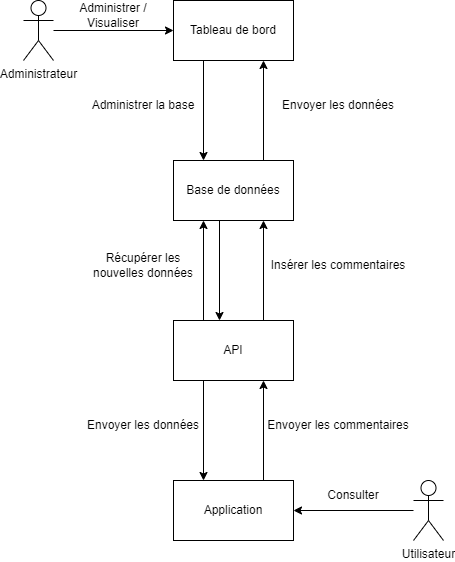 Administrer /
Visualiser
Tableau de bord
Administrateur
Administrer la base
Envoyer les données
Base de données
Récupérer les
nouvelles données
Insérer les commentaires
API
Envoyer les données
Envoyer les commentaires
Application
Consulter
Utilisateur